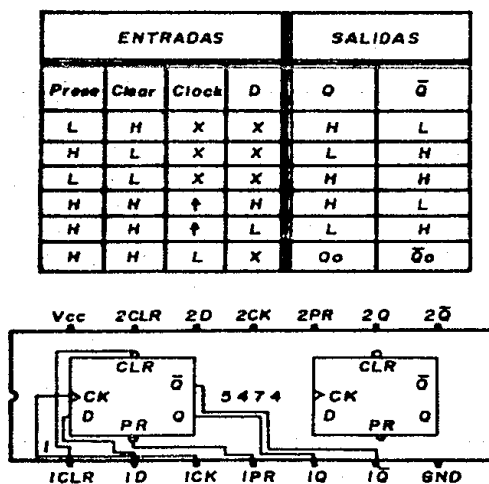 ENTRADAS SALIDAS
Prese Clear Clock D Q Q̅
L H X X H L
H L X X L H
L L X X H H
H H ↑ H H L
H H ↑ L L H
H H L X Qo Q̅o
Vcc 2CLR 2D 2CK 2PR 2Q 2Q̅
CLR CLR
Q̅ 5474 Q̅
CK CK
D Q D Q
PR PR
1
1CLR 1D 1CK 1PR 1Q 1Q̅ GND